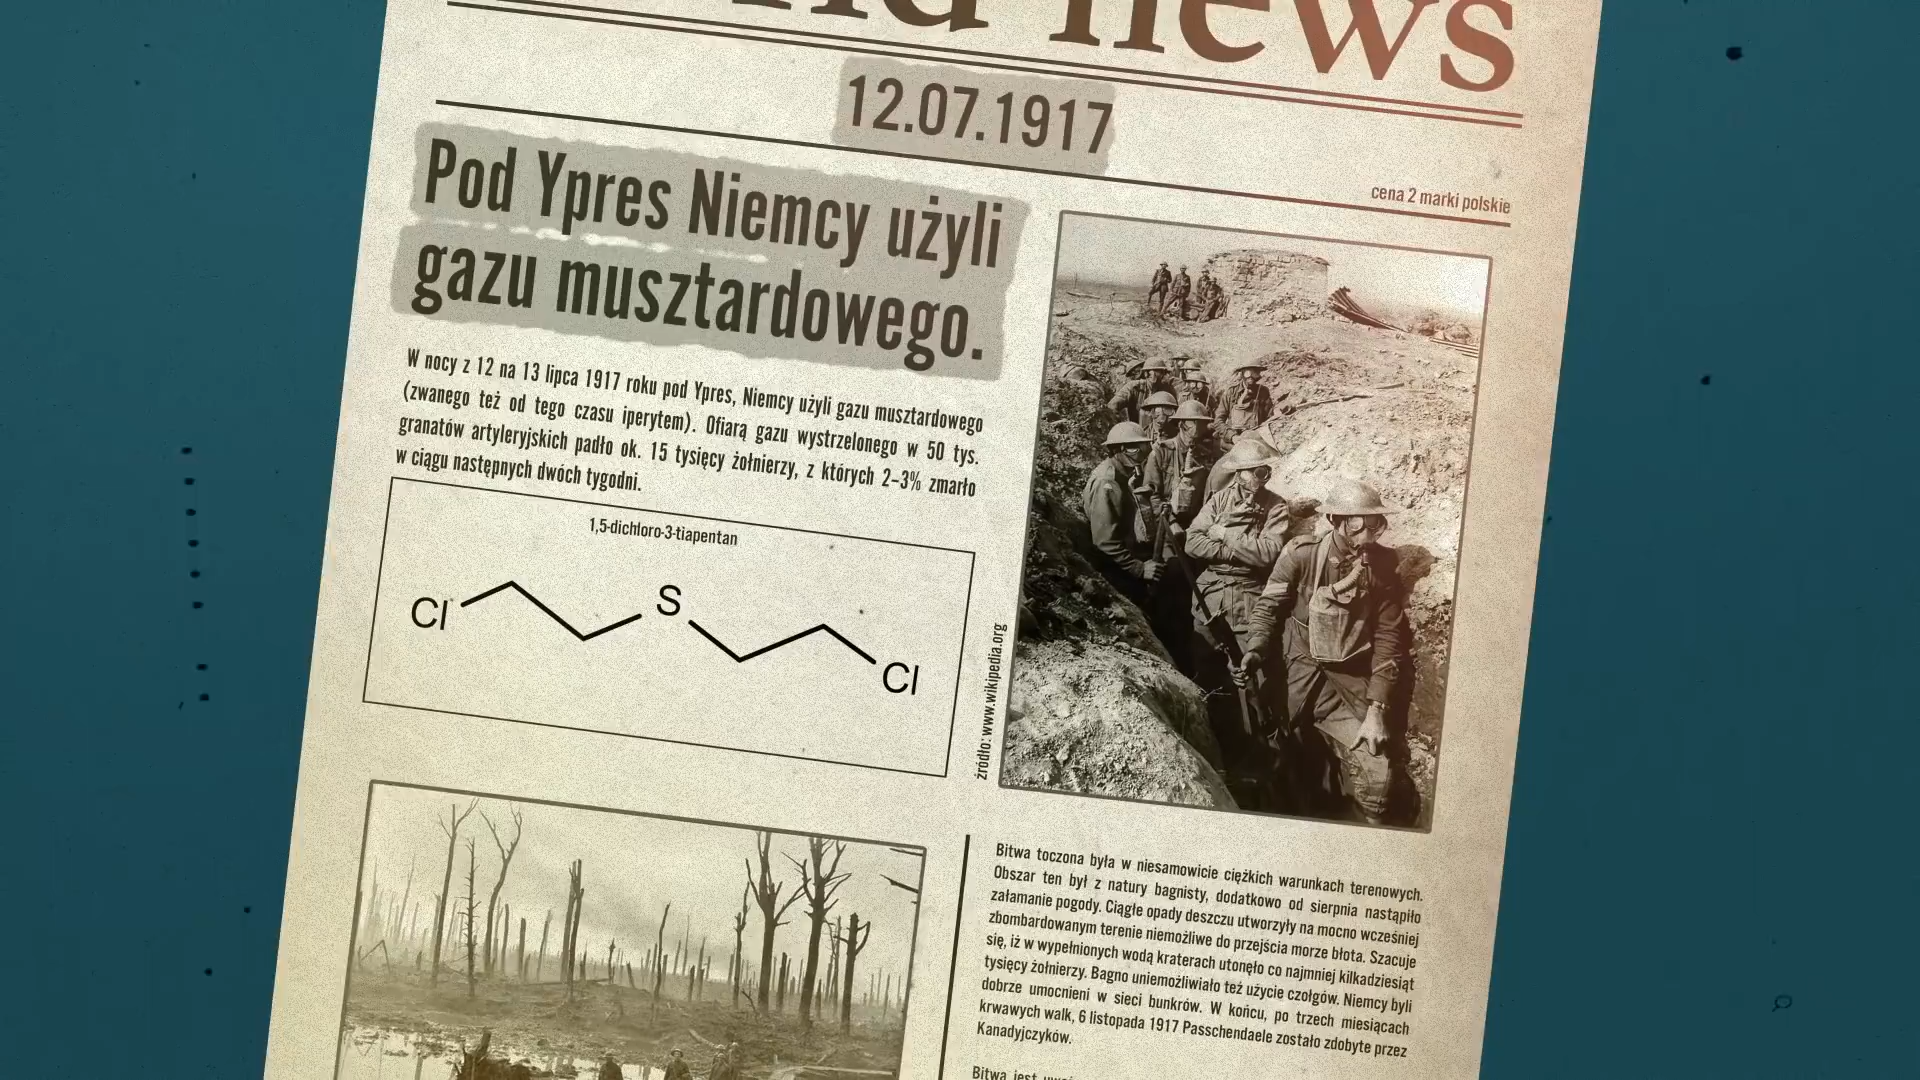 news
12.07.1917
cena 2 marki polskie
Pod Ypres Niemcy użyli
gazu musztardowego.
W nocy z 12 na 13 lipca 1917 roku pod Ypres, Niemcy użyli gazu musztardowego
(zwanego też od tego czasu iperytem). Ofiarą gazu wystrzelonego w 50 tys.
granatów artyleryjskich padło ok. 15 tysięcy żołnierzy, z których 2–3% zmarło
w ciągu następnych dwóch tygodni.
1,5-dichloro-3-tiapentan
Cl
S
Cl
źródło: www.wikipedia.org
Bitwa toczona była w niesamowicie ciężkich warunkach terenowych.
Obszar ten był z natury bagnisty, dodatkowo od sierpnia nastąpiło
załamanie pogody. Ciągłe opady deszczu utworzyły na mocno wcześniej
zbombardowanym terenie niemożliwe do przejścia morze błota. Szacuje
się, iż w wypełnionych wodą kraterach utonęło co najmniej kilkadziesiąt
tysięcy żołnierzy. Bagno uniemożliwiało też użycie czołgów. Niemcy byli
dobrze umocnieni w sieci bunkrów. W końcu, po trzech miesiącach
krwawych walk, 6 listopada 1917 Passchendaele zostało zdobyte przez
Kanadyjczyków.
Bitwa jest